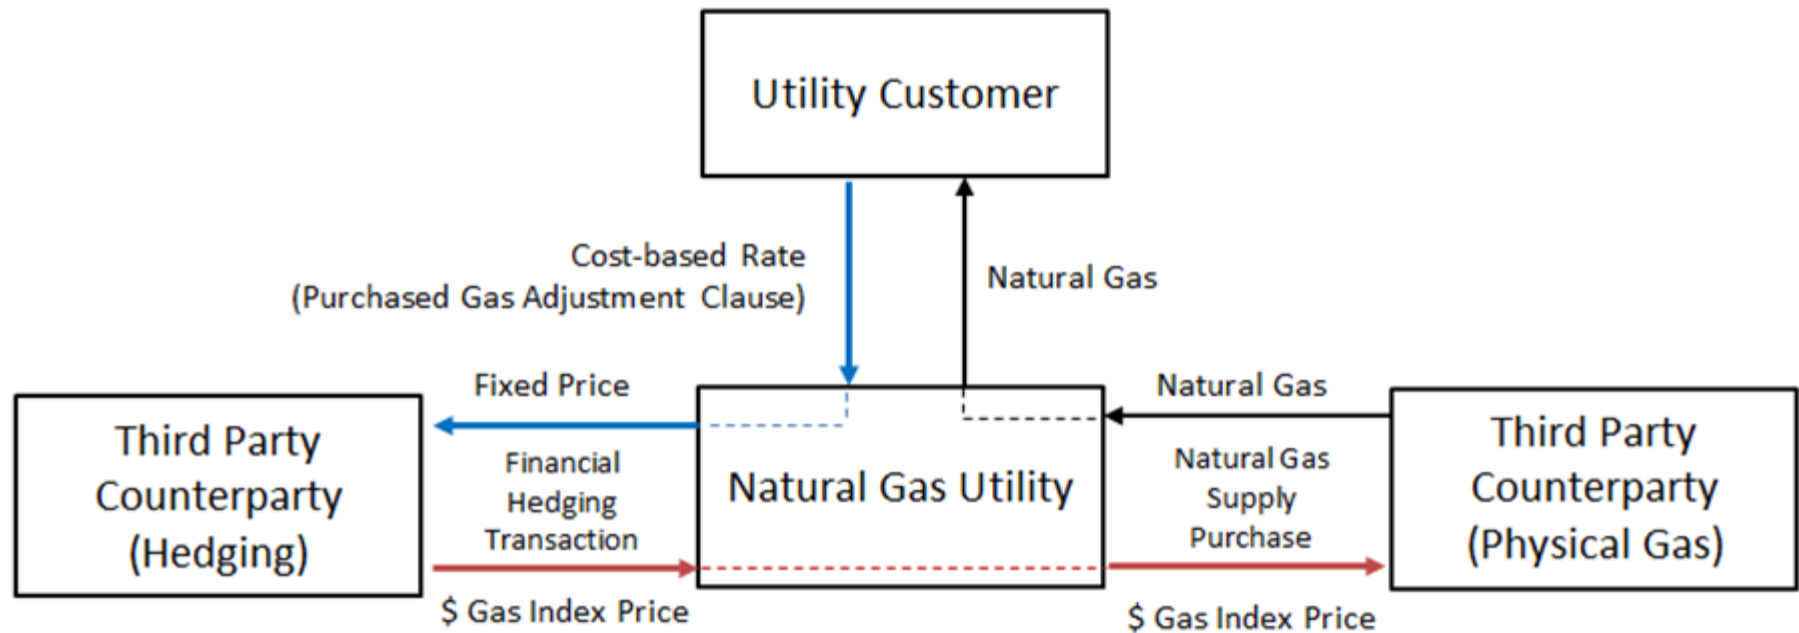 Utility Customer
Cost-based Rate
(Purchased Gas Adjustment Clause)
Natural Gas
Fixed Price
Natural Gas
Third Party
Counterparty
(Hedging)
Financial
Hedging
Transaction
Natural Gas Utility
Natural Gas
Supply
Purchase
Third Party
Counterparty
(Physical Gas)
$ Gas Index Price
$ Gas Index Price